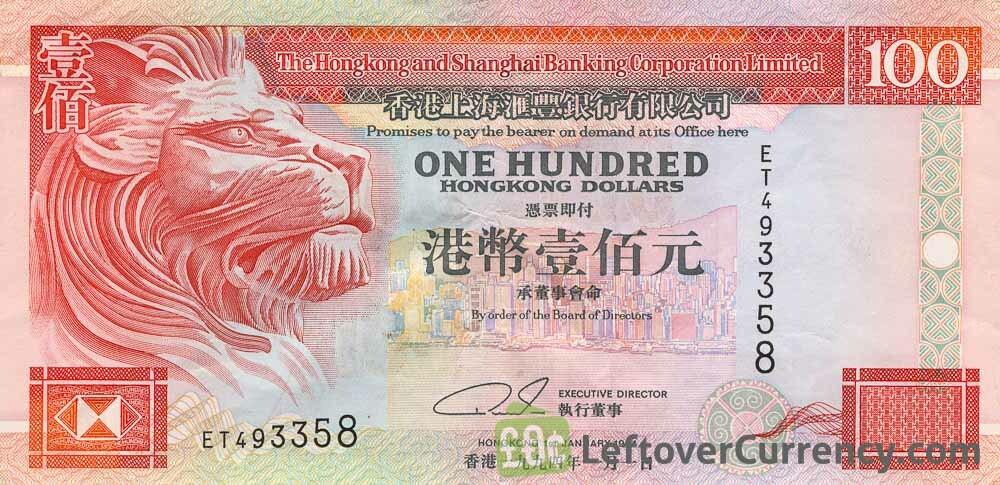 壹佰
The Hongkong and Shanghai Banking Corporation Limited
100
香港上海滙豐銀行有限公司
Promises to pay the bearer on demand at its Office here
ONE HUNDRED
HONGKONG DOLLARS
憑票即付
港幣壹佰元
承董事會命
By order of the Board of Directors
ET493358
EXECUTIVE DIRECTOR
執行董事
ET493358
HONGKONG 1ST JANUARY
香港一九九四年一月一日
LeftoverCurrency.com